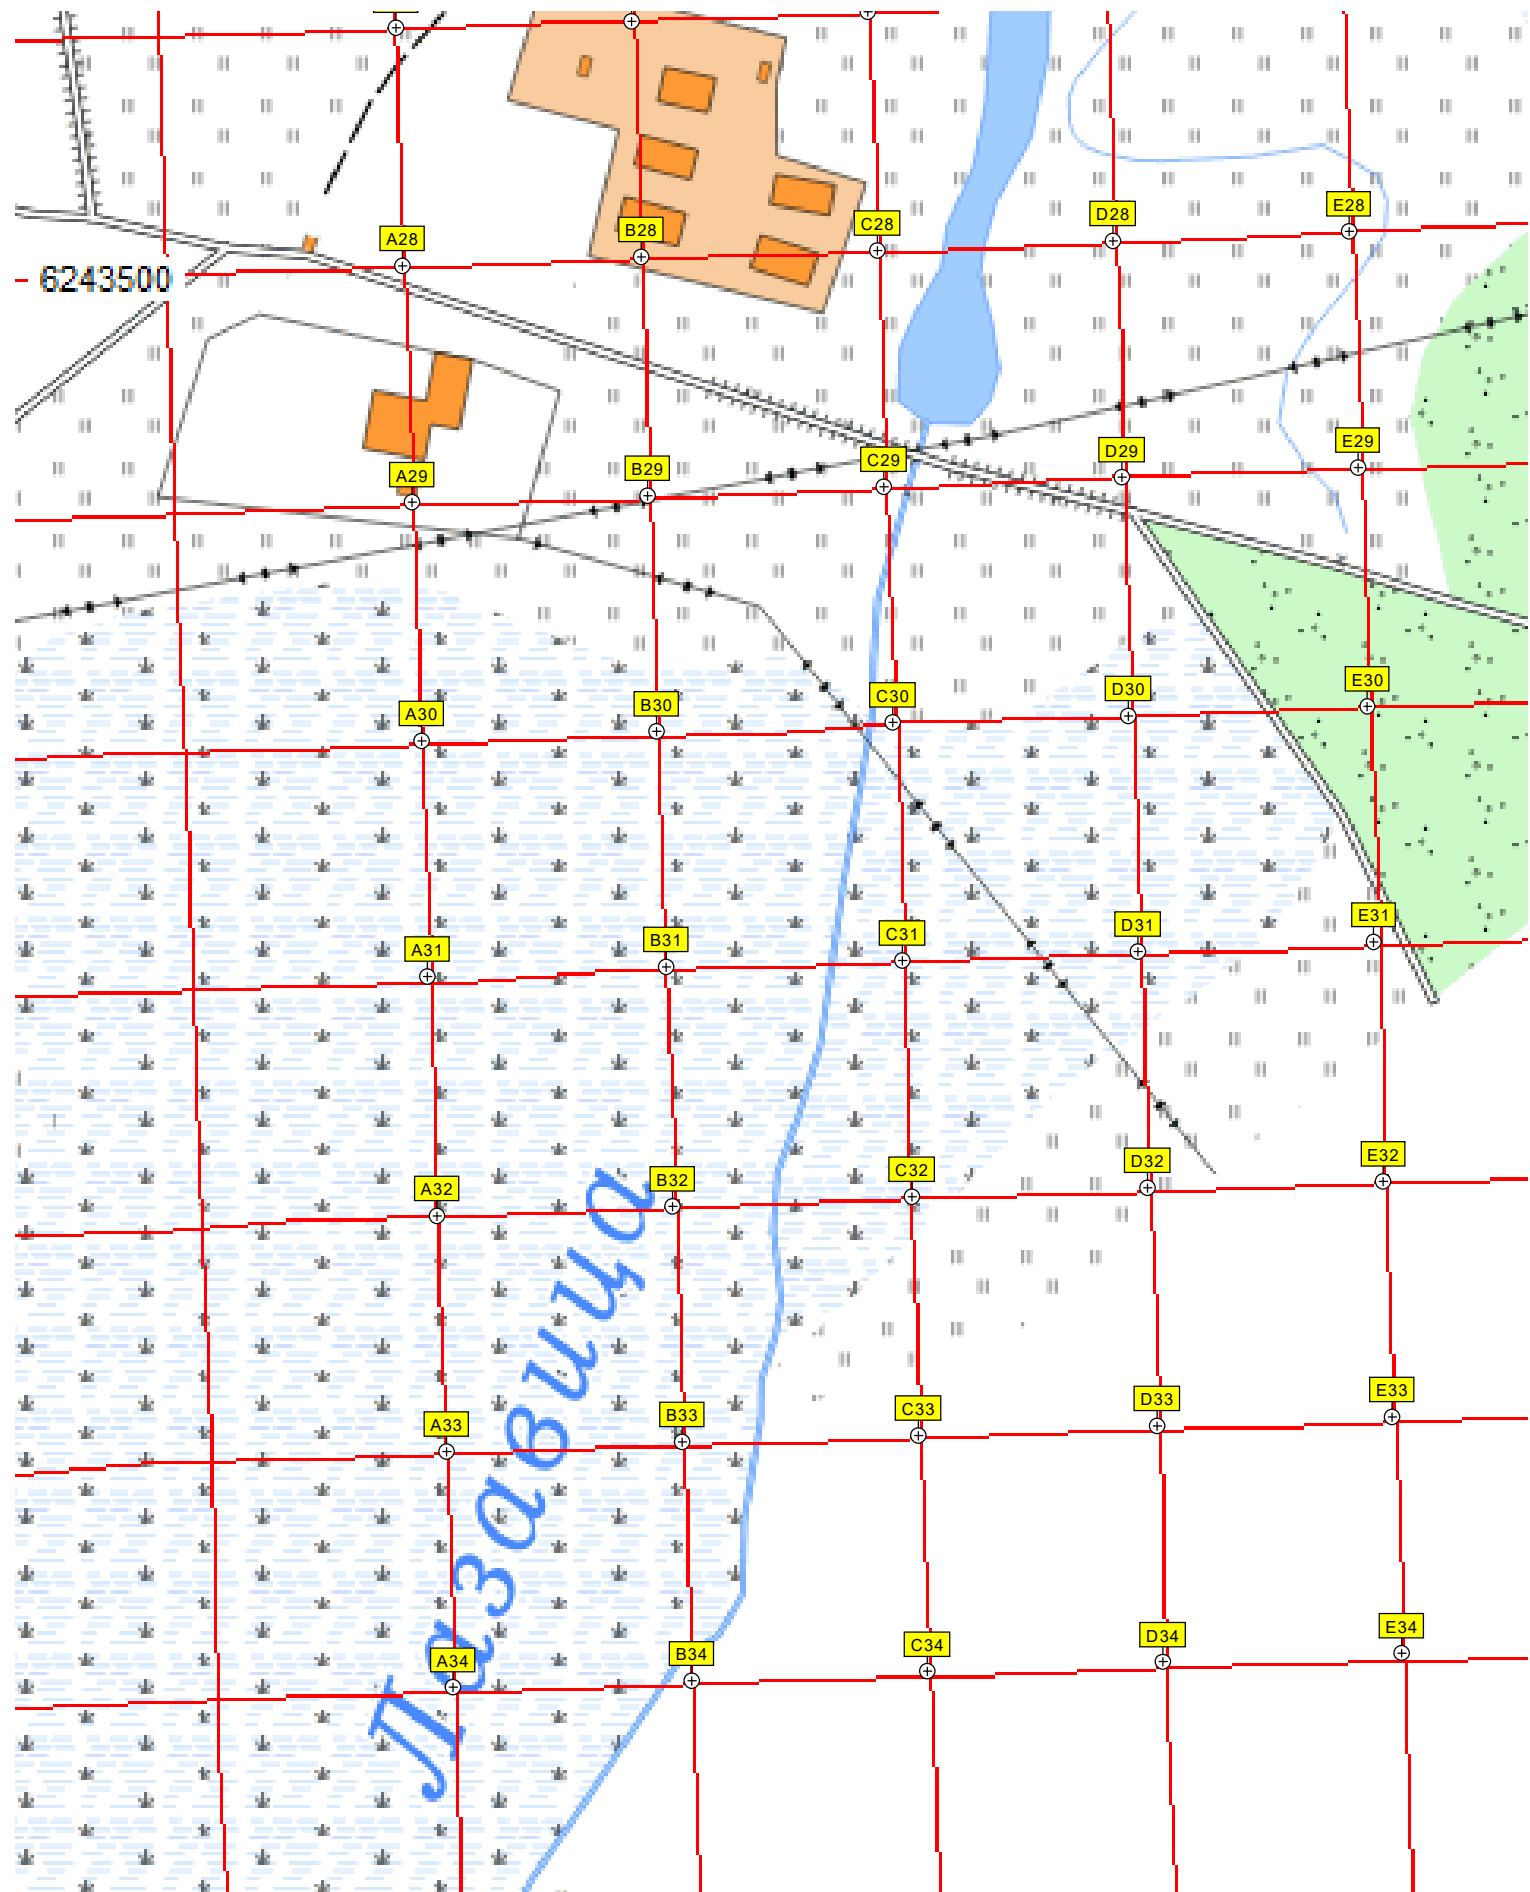 A28 B28 C28 D28 E28
6243500
A29 B29 C29 D29 E29
A30 B30 C30 D30 E30
A31 B31 C31 D31 E31
A32 B32 C32 D32 E32
A33 B33 C33 D33 E33
A34 B34 C34 D34 E34
Лазавица